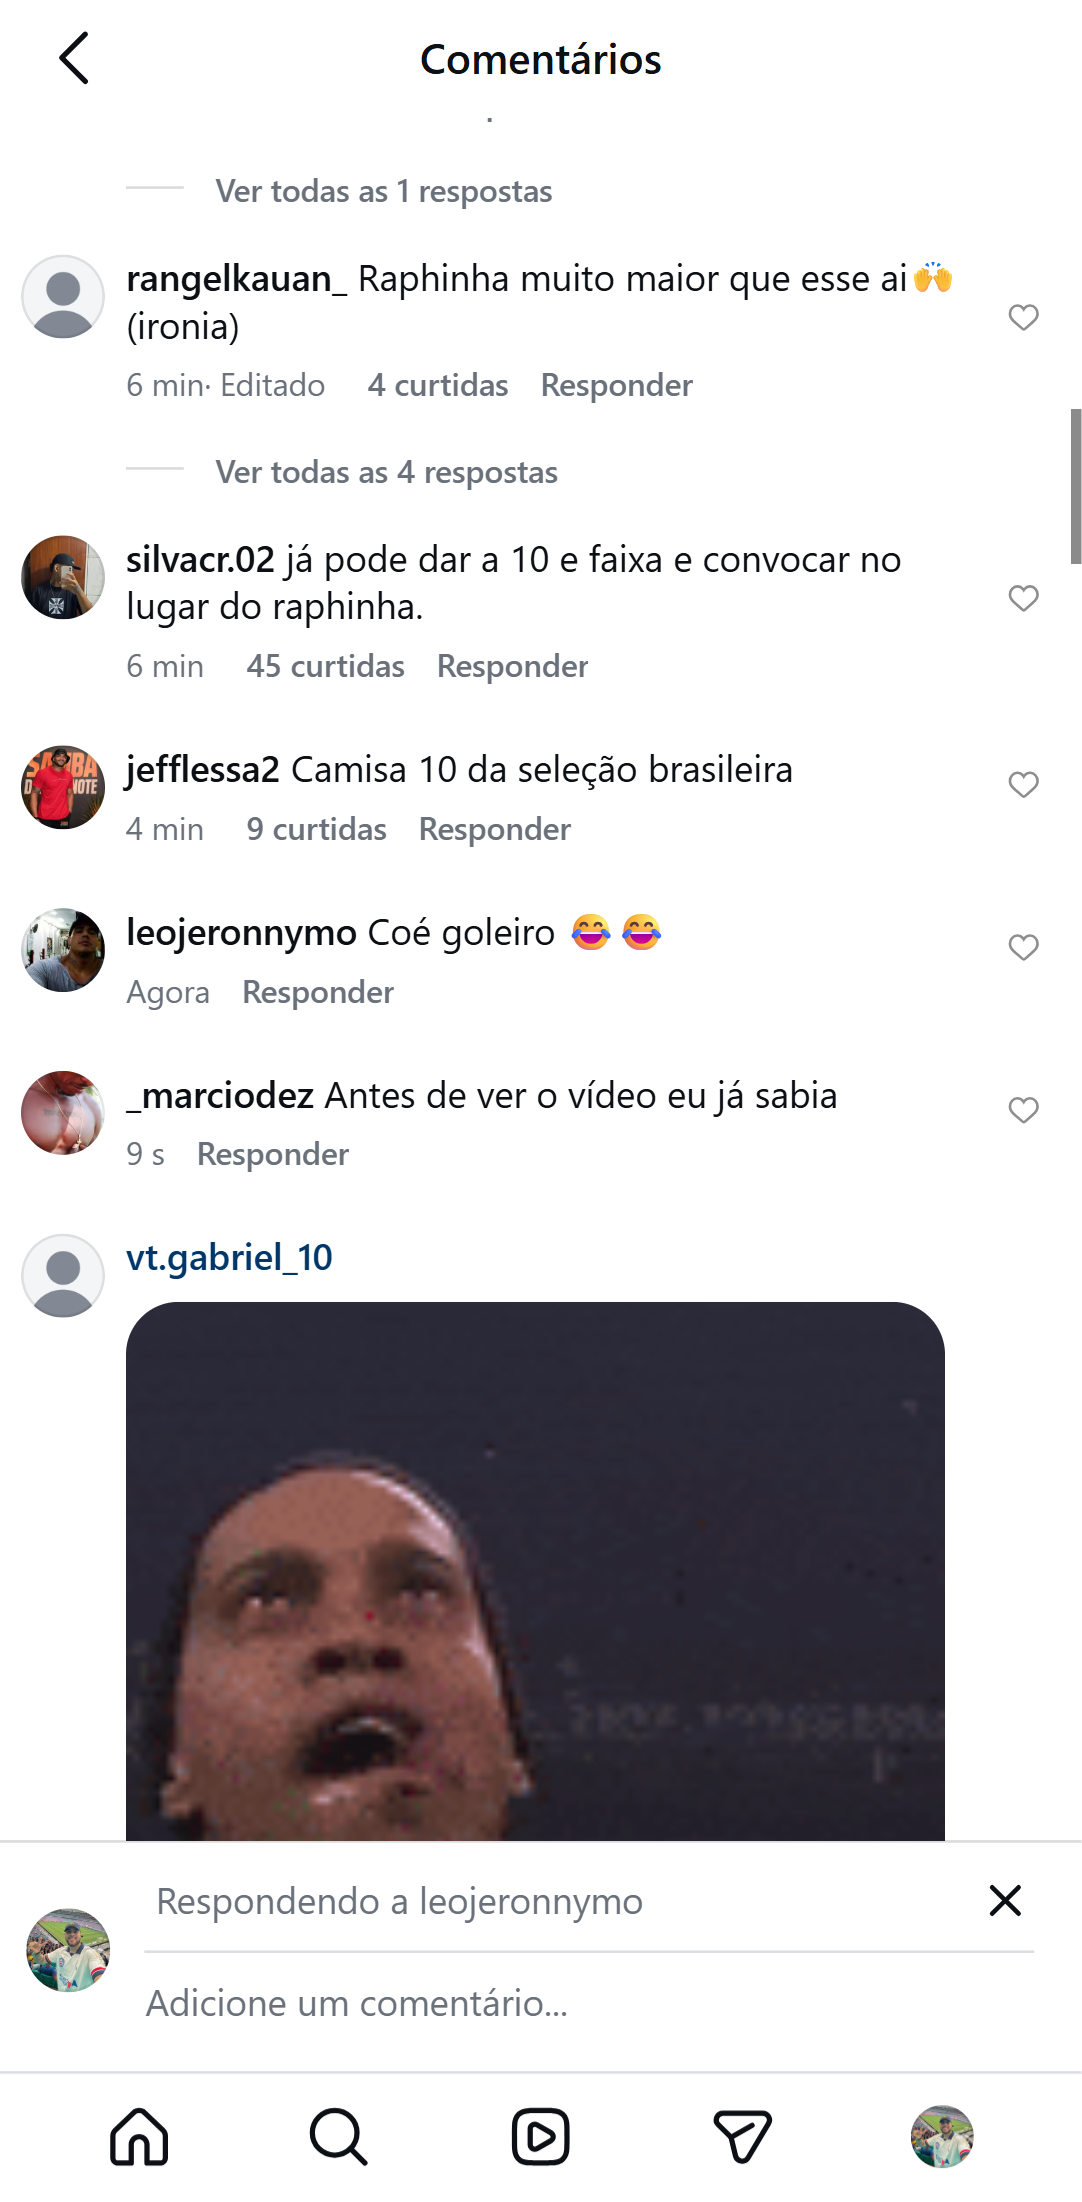 Comentários
Ver todas as 1 respostas
rangelkauan_ Raphinha muito maior que esse ai🙌
(ironia)
6 min· Editado 4 curtidas Responder
Ver todas as 4 respostas
silvacr.02 já pode dar a 10 e faixa e convocar no
lugar do raphinha.
6 min 45 curtidas Responder
jefflessa2 Camisa 10 da seleção brasileira
4 min 9 curtidas Responder
leojeronnymo Coé goleiro 😂😂
Agora Responder
_marciodez Antes de ver o vídeo eu já sabia
9 s Responder
vt.gabriel_10
Respondendo a leojeronnymo
Adicione um comentário...